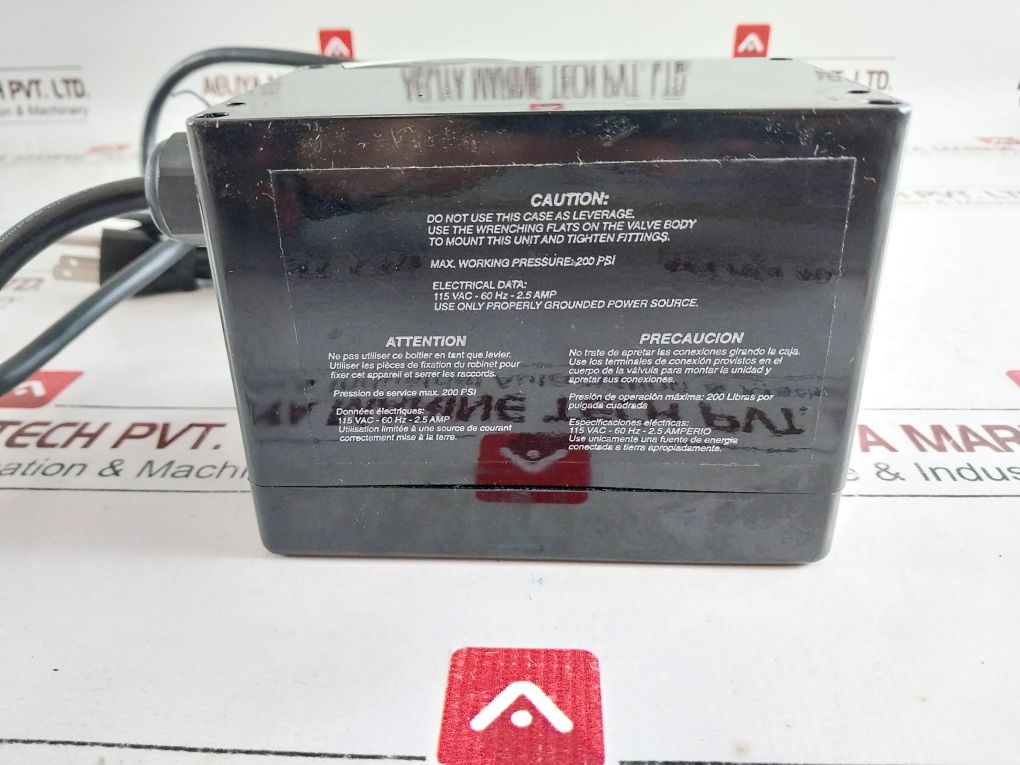 TECH PVT. LTD.
ation & Machinery
AEUIYA
CAUTION:
DO NOT USE THIS CASE AS LEVERAGE.
USE THE WRENCHING FLATS ON THE VALVE BODY
TO MOUNT THIS UNIT AND TIGHTEN FITTINGS.
MAX. WORKING PRESSURE: 200 PSI
ELECTRICAL DATA:
115 VAC - 60 Hz - 2.5 AMP
USE ONLY PROPERLY GROUNDED POWER SOURCE.
ATTENTION
Ne pas utiliser ce boîtier en tant que levier.
Utiliser les pièces de fixation du robinet pour
fixer cet appareil et serrer les raccords.
Pression de service max. 200 PSI
Données électriques:
115 VAC - 60 Hz - 2.5 AMP
Utilisation limitée à une source de courant
correctement mise à la terre.
PRECAUCION
No trate de apretar las conexiones girando la caja.
Use los terminales de conexión provistos en el
cuerpo de la válvula para montar la unidad y
apretar sus conexiones.
Presión de operación máxima: 200 Libras por
pulgada cuadrada
Especificaciones eléctricas:
115 VAC - 60 Hz - 2.5 AMPERIO
Use unicamente una fuente de energía
conectada a tierra apropiadamente.
TECH PVT.
ation & Machin
A MARI
e & Indus